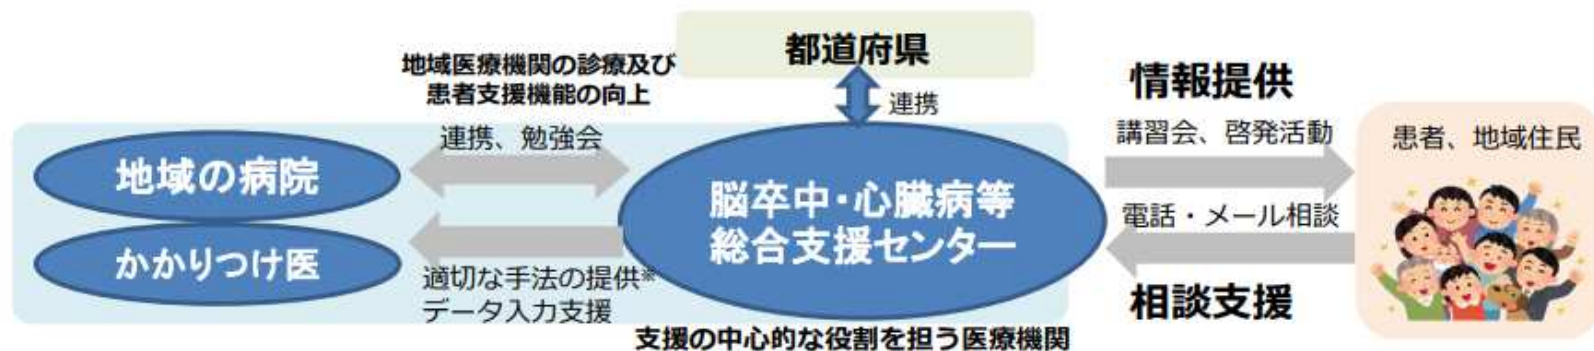 都道府県
連携
地域医療機関の診療及び
患者支援機能の向上
連携、勉強会
地域の病院
かかりつけ医
適切な手法の提供※
データ入力支援
脳卒中・心臓病等
総合支援センター
支援の中心的な役割を担う医療機関
情報提供
講習会、啓発活動
電話・メール相談
相談支援
患者、地域住民